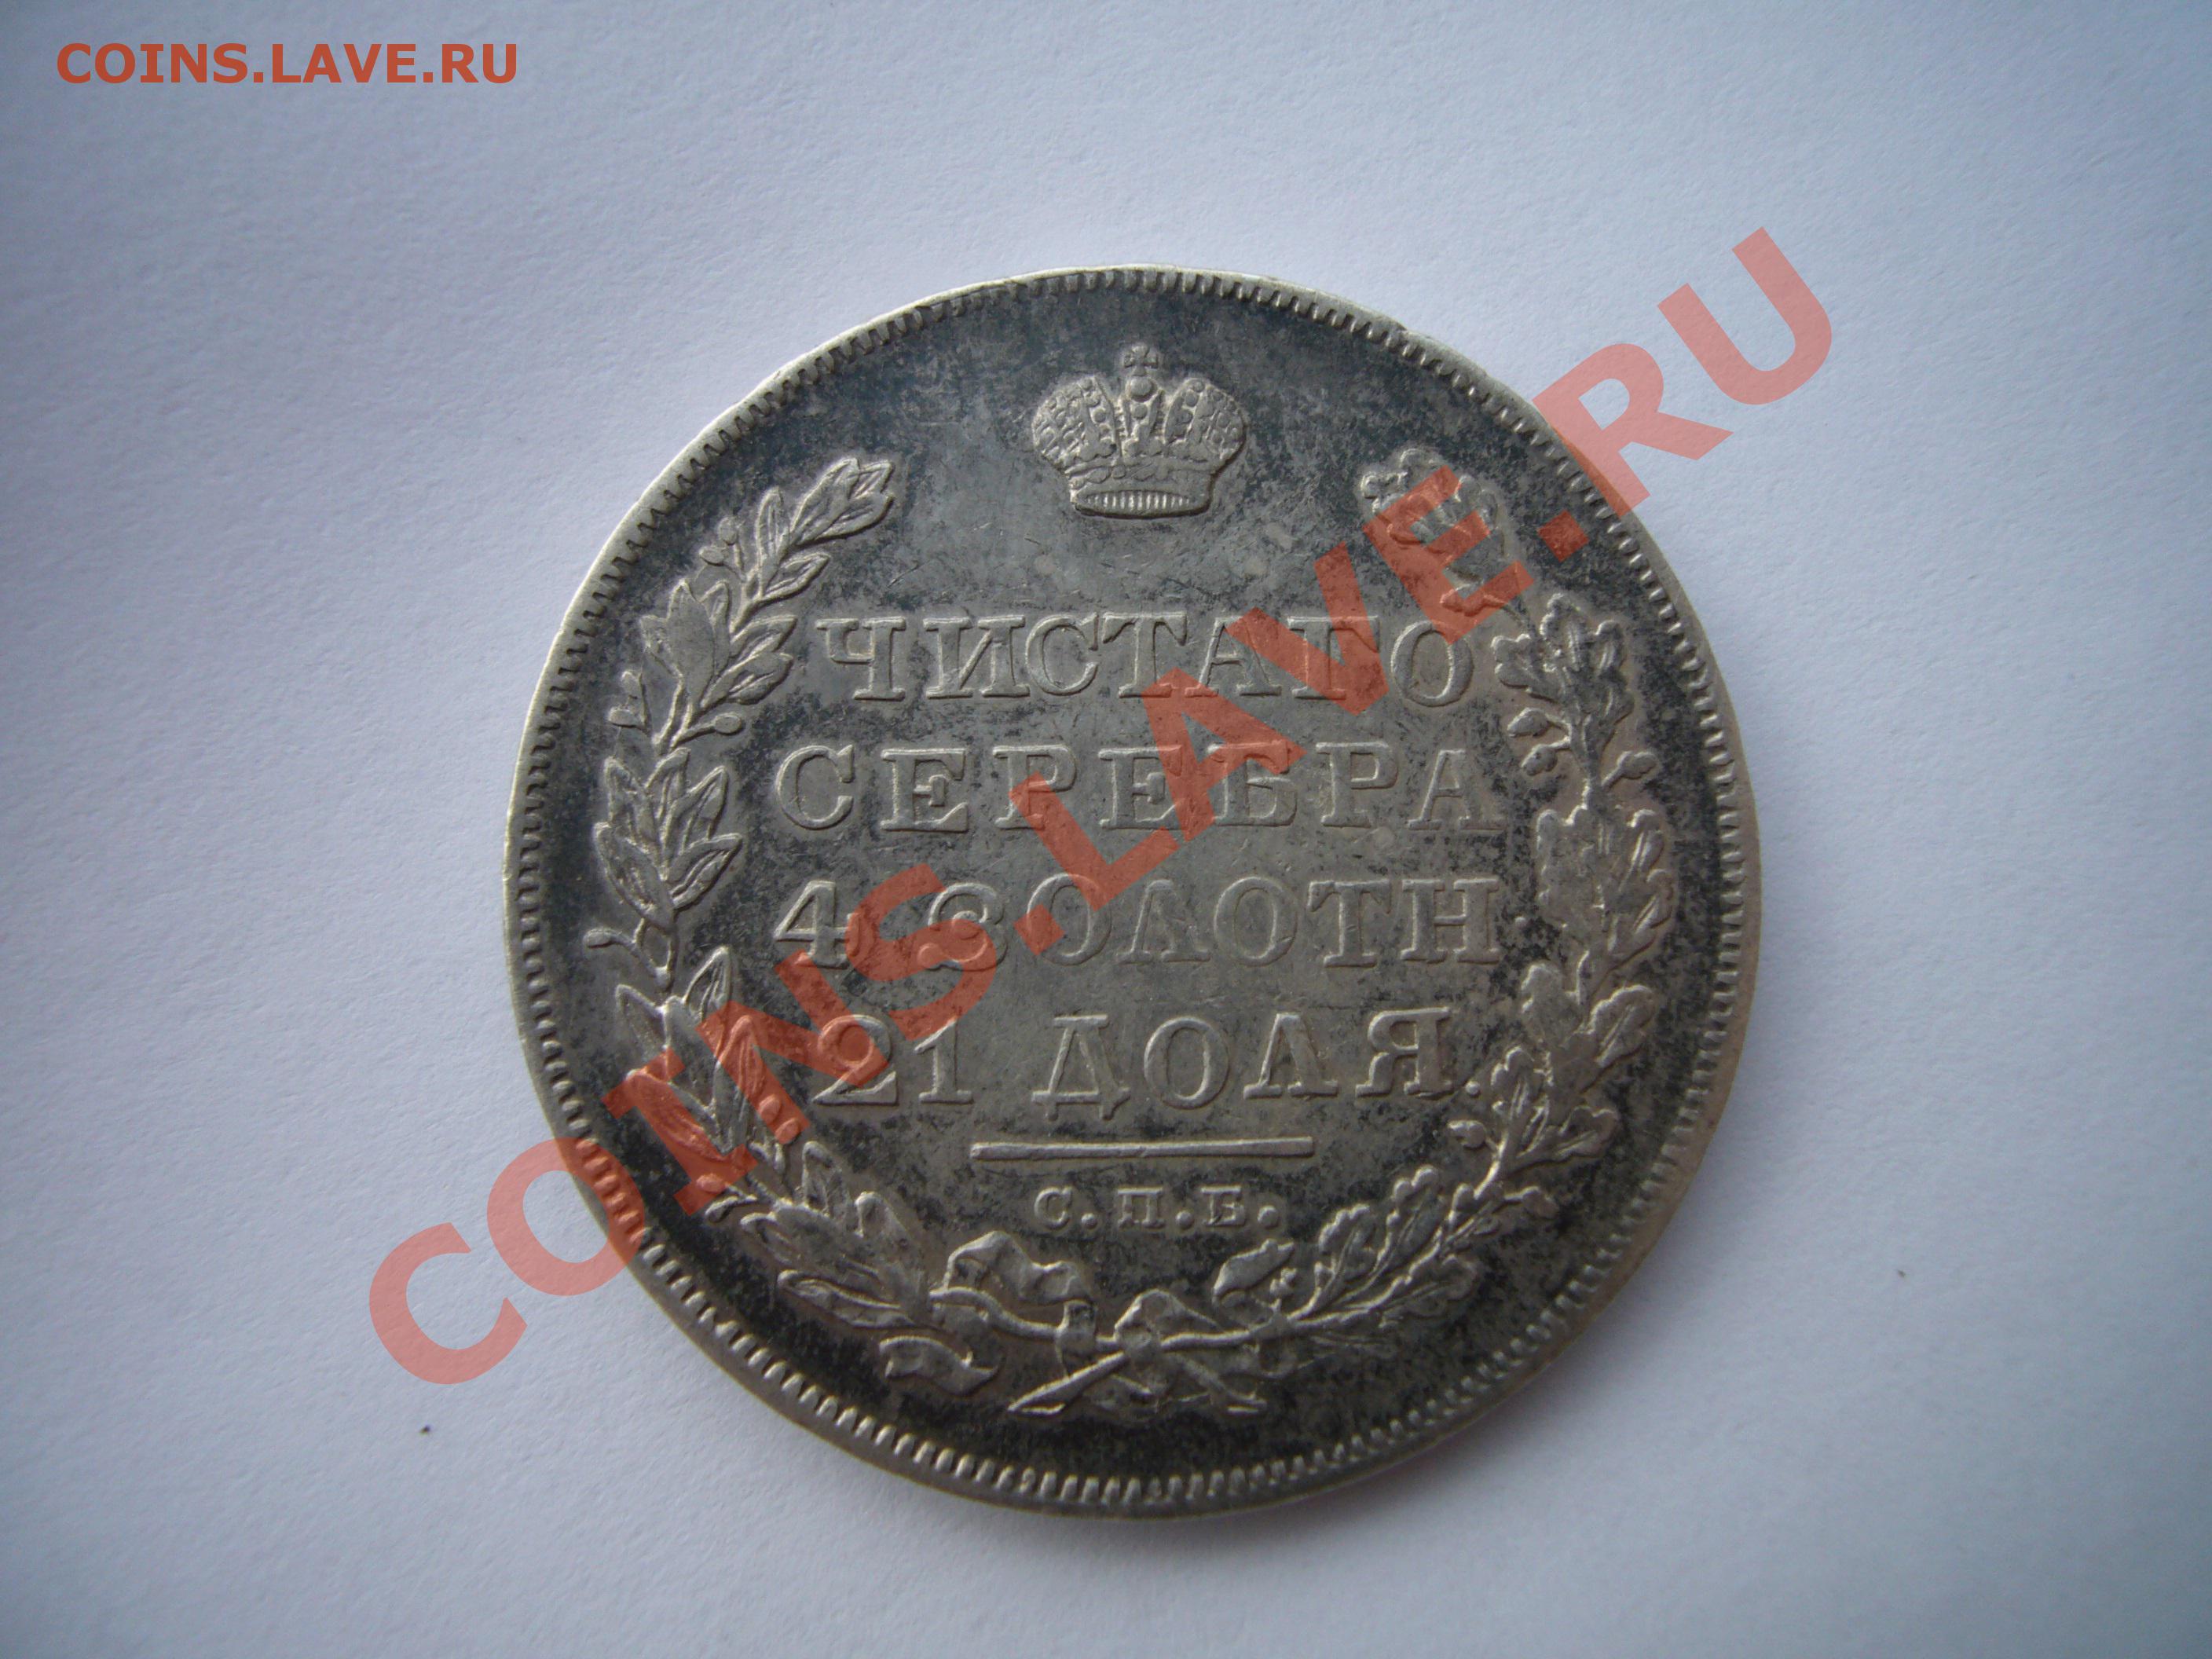 COINS.LAVE.RU
ЧИСТАГО
СЕРЕБРА
4 ЗОЛОТН.
21 ДОЛЯ.
С.П.Б.
COINS.LAVE.RU